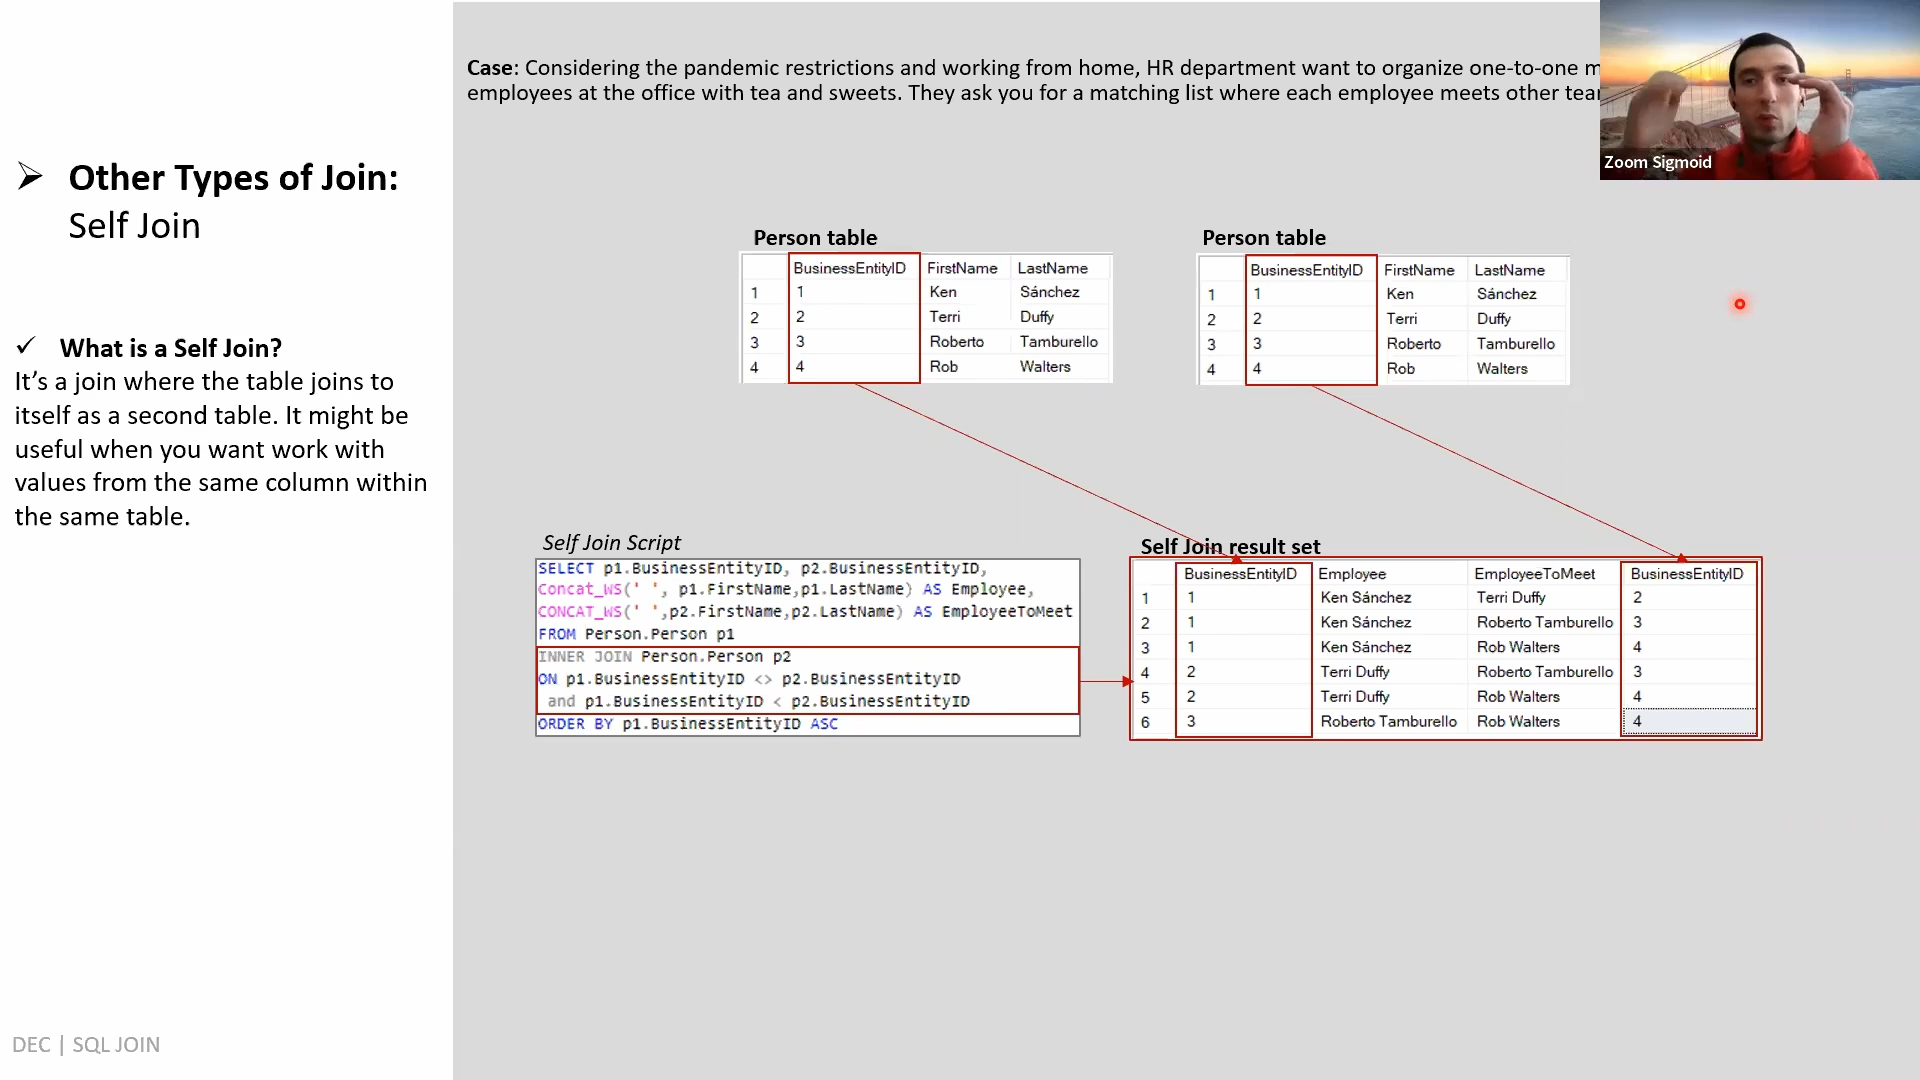 Case: Considering the pandemic restrictions and working from home, HR department want to organize one-to-one
employees at the office with tea and sweets. They ask you for a matching list where each employee meets other
Zoom Sigmoid
Other Types of Join:
Self Join
What is a Self Join?
It’s a join where the table joins to
itself as a second table. It might be
useful when you want work with
values from the same column within
the same table.
Person table
BusinessEntityID FirstName LastName
1 1 Ken Sánchez
2 2 Terri Duffy
3 3 Roberto Tamburello
4 4 Rob Walters
Person table
BusinessEntityID FirstName LastName
1 1 Ken Sánchez
2 2 Terri Duffy
3 3 Roberto Tamburello
4 4 Rob Walters
Self Join Script
SELECT p1.BusinessEntityID, p2.BusinessEntityID,
Concat_WS(' ', p1.FirstName,p1.LastName) AS Employee,
CONCAT_WS(' ',p2.FirstName,p2.LastName) AS EmployeeToMeet
FROM Person.Person p1
INNER JOIN Person.Person p2
ON p1.BusinessEntityID <> p2.BusinessEntityID
and p1.BusinessEntityID < p2.BusinessEntityID
ORDER BY p1.BusinessEntityID ASC
Self Join result set
BusinessEntityID Employee EmployeeToMeet BusinessEntityID
1 1 Ken Sánchez Terri Duffy 2
2 1 Ken Sánchez Roberto Tamburello 3
3 1 Ken Sánchez Rob Walters 4
4 2 Terri Duffy Roberto Tamburello 3
5 2 Terri Duffy Rob Walters 4
6 3 Roberto Tamburello Rob Walters 4
DEC | SQL JOIN